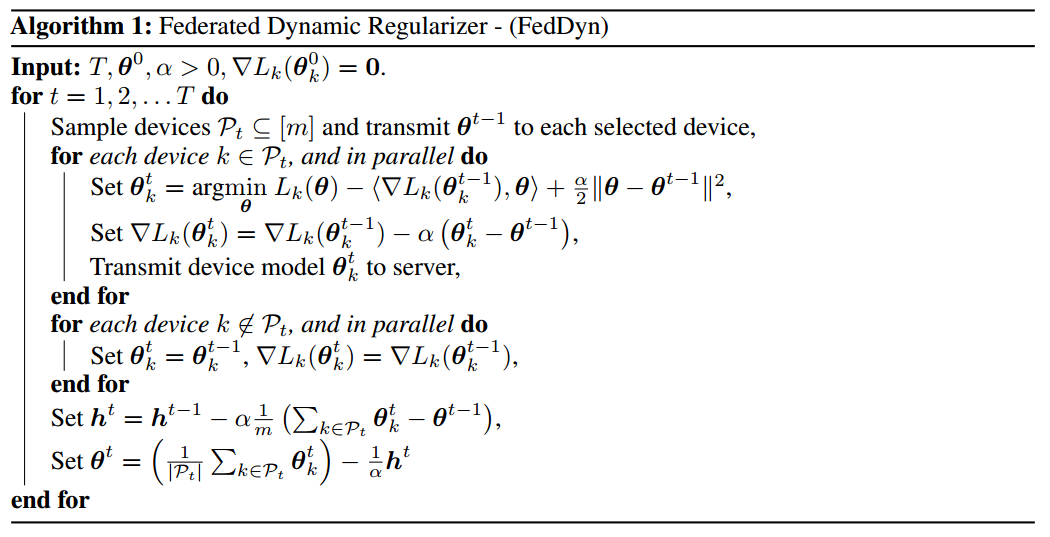 Algorithm 1: Federated Dynamic Regularizer - (FedDyn)
Input: $T, \boldsymbol{\theta}^0, \alpha > 0, \nabla L_k(\boldsymbol{\theta}_k^0) = \mathbf{0}$.
for $t = 1, 2, \ldots T$ do
Sample devices $\mathcal{P}_t \subseteq [m]$ and transmit $\boldsymbol{\theta}^{t-1}$ to each selected device,
for each device $k \in \mathcal{P}_t$, and in parallel do
Set $\boldsymbol{\theta}_k^t = \underset{\boldsymbol{\theta}}{\operatorname{argmin}}\ L_k(\boldsymbol{\theta}) - \langle \nabla L_k(\boldsymbol{\theta}_k^{t-1}), \boldsymbol{\theta} \rangle + \frac{\alpha}{2} \|\boldsymbol{\theta} - \boldsymbol{\theta}^{t-1}\|^2$,
Set $\nabla L_k(\boldsymbol{\theta}_k^t) = \nabla L_k(\boldsymbol{\theta}_k^{t-1}) - \alpha \left(\boldsymbol{\theta}_k^t - \boldsymbol{\theta}^{t-1}\right)$,
Transmit device model $\boldsymbol{\theta}_k^t$ to server,
end for
for each device $k \notin \mathcal{P}_t$, and in parallel do
Set $\boldsymbol{\theta}_k^t = \boldsymbol{\theta}_k^{t-1}, \nabla L_k(\boldsymbol{\theta}_k^t) = \nabla L_k(\boldsymbol{\theta}_k^{t-1})$,
end for
Set $\boldsymbol{h}^t = \boldsymbol{h}^{t-1} - \alpha \frac{1}{m} \left(\sum_{k \in \mathcal{P}_t} \boldsymbol{\theta}_k^t - \boldsymbol{\theta}^{t-1}\right)$,
Set $\boldsymbol{\theta}^t = \left(\frac{1}{|\mathcal{P}_t|} \sum_{k \in \mathcal{P}_t} \boldsymbol{\theta}_k^t\right) - \frac{1}{\alpha} \boldsymbol{h}^t$
end for